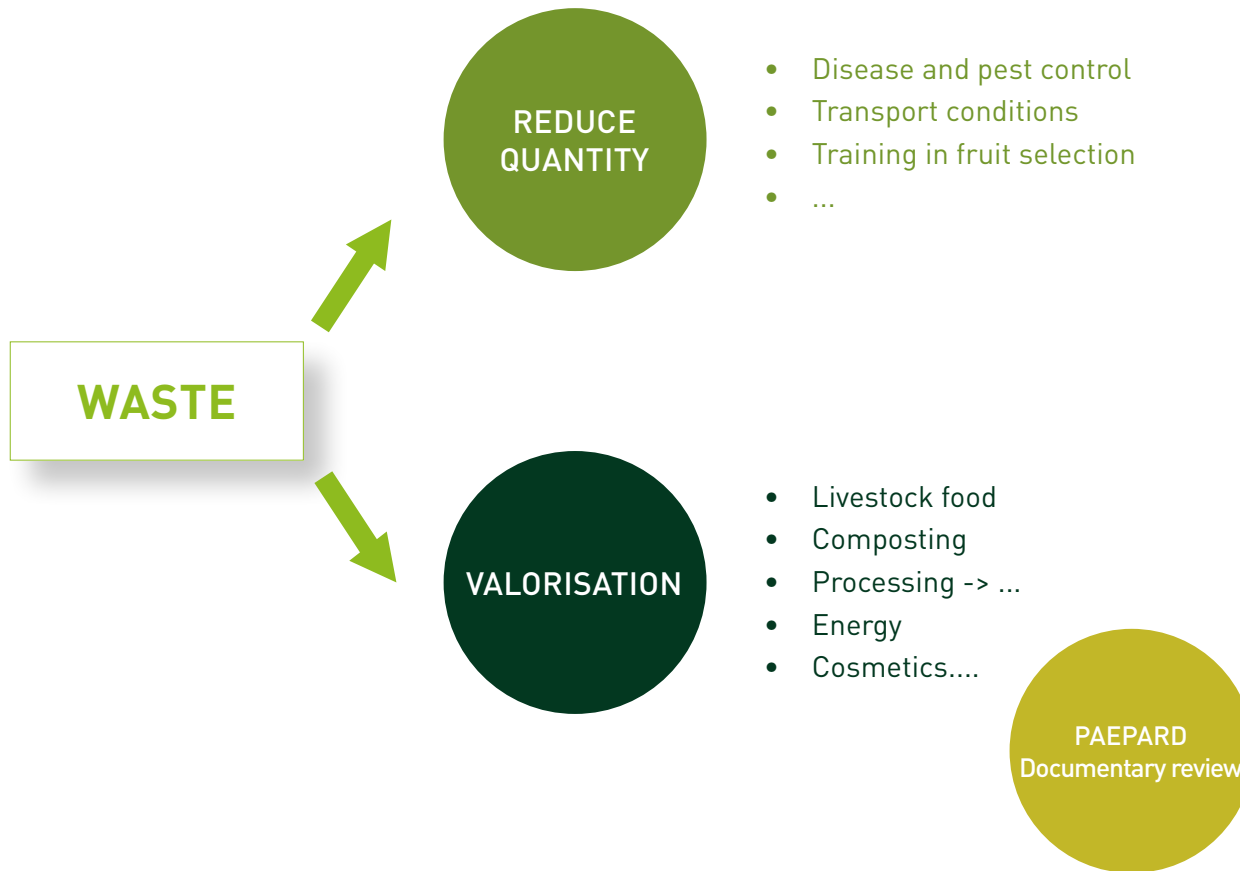 REDUCE
QUANTITY
• Disease and pest control
• Transport conditions
• Training in fruit selection
• ...
WASTE
VALORISATION
• Livestock food
• Composting
• Processing -> ...
• Energy
• Cosmetics....
PAEPARD
Documentary review